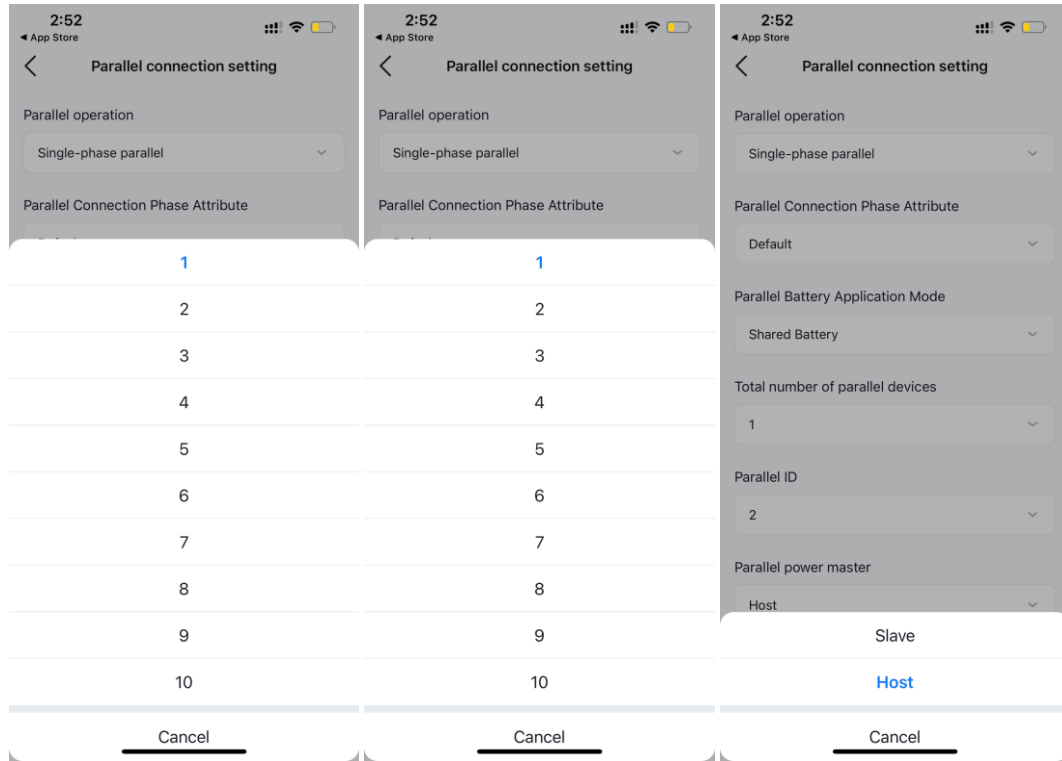 2:52
App Store
Parallel connection setting
Parallel operation
Single-phase parallel
Parallel Connection Phase Attribute
1
2
3
4
5
6
7
8
9
10
Cancel
2:52
App Store
Parallel connection setting
Parallel operation
Single-phase parallel
Parallel Connection Phase Attribute
1
2
3
4
5
6
7
8
9
10
Cancel
2:52
App Store
Parallel connection setting
Parallel operation
Single-phase parallel
Parallel Connection Phase Attribute
Default
Parallel Battery Application Mode
Shared Battery
Total number of parallel devices
1
Parallel ID
2
Parallel power master
Host
Slave
Host
Cancel